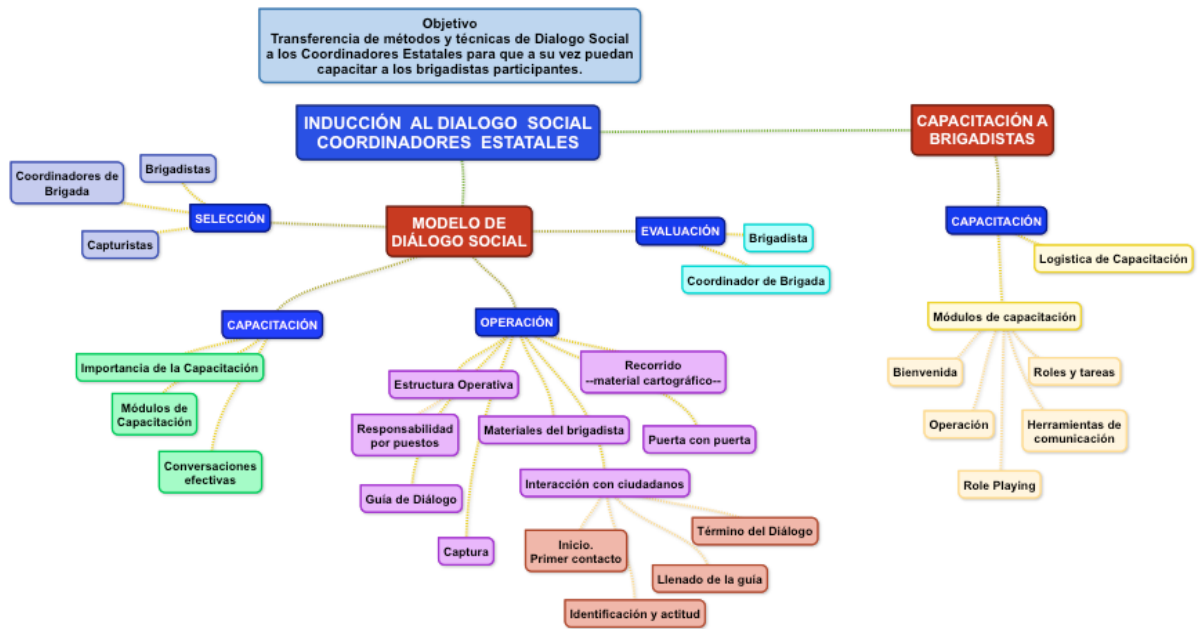 Objetivo
Transferencia de métodos y técnicas de Dialogo Social
a los Coordinadores Estatales para que a su vez puedan
capacitar a los brigadistas participantes.
INDUCCIÓN AL DIALOGO SOCIAL
COORDINADORES ESTATALES
CAPACITACIÓN A
BRIGADISTAS
Brigadistas
Coordinadores de
Brigada
SELECCIÓN
Capturistas
MODELO DE
DIÁLOGO SOCIAL
EVALUACIÓN
Brigadista
Coordinador de Brigada
CAPACITACIÓN
Logistica de Capacitación
CAPACITACIÓN
Importancia de la Capacitación
Módulos de
Capacitación
Conversaciones
efectivas
OPERACIÓN
Estructura Operativa
Recorrido
--material cartográfico--
Responsabilidad
por puestos
Materiales del brigadista
Puerta con puerta
Guía de Diálogo
Interacción con ciudadanos
Captura
Inicio.
Primer contacto
Término del Diálogo
Llenado de la guía
Identificación y actitud
Módulos de capacitación
Bienvenida
Roles y tareas
Operación
Herramientas de
comunicación
Role Playing